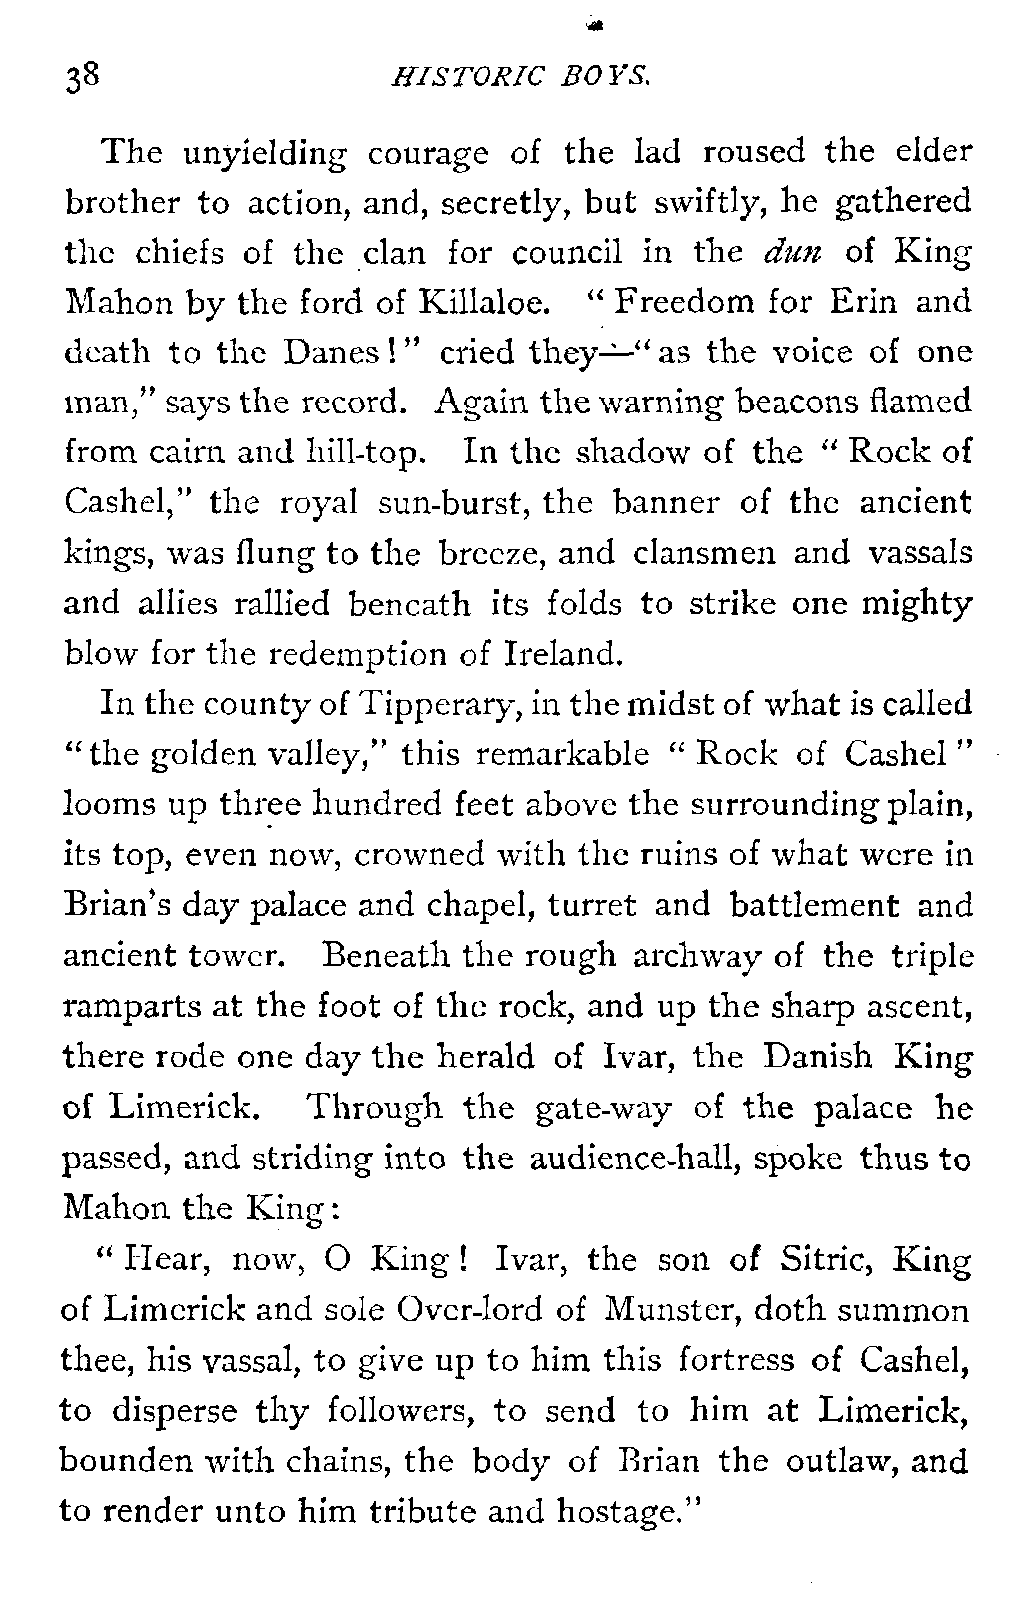 38 HISTORIC BOYS.
The unyielding courage of the lad roused the elder
brother to action, and, secretly, but swiftly, he gathered
the chiefs of the clan for council in the dun of King
Mahon by the ford of Killaloe. “Freedom for Erin and
death to the Danes!” cried they—“as the voice of one
man,” says the record. Again the warning beacons flamed
from cairn and hill-top. In the shadow of the “Rock of
Cashel,” the royal sun-burst, the banner of the ancient
kings, was flung to the breeze, and clansmen and vassals
and allies rallied beneath its folds to strike one mighty
blow for the redemption of Ireland.
In the county of Tipperary, in the midst of what is called
“the golden valley,” this remarkable “Rock of Cashel”
looms up three hundred feet above the surrounding plain,
its top, even now, crowned with the ruins of what were in
Brian’s day palace and chapel, turret and battlement and
ancient tower. Beneath the rough archway of the triple
ramparts at the foot of the rock, and up the sharp ascent,
there rode one day the herald of Ivar, the Danish King
of Limerick. Through the gate-way of the palace he
passed, and striding into the audience-hall, spoke thus to
Mahon the King:
“Hear, now, O King! Ivar, the son of Sitric, King
of Limerick and sole Over-lord of Munster, doth summon
thee, his vassal, to give up to him this fortress of Cashel,
to disperse thy followers, to send to him at Limerick,
bounden with chains, the body of Brian the outlaw, and
to render unto him tribute and hostage.”